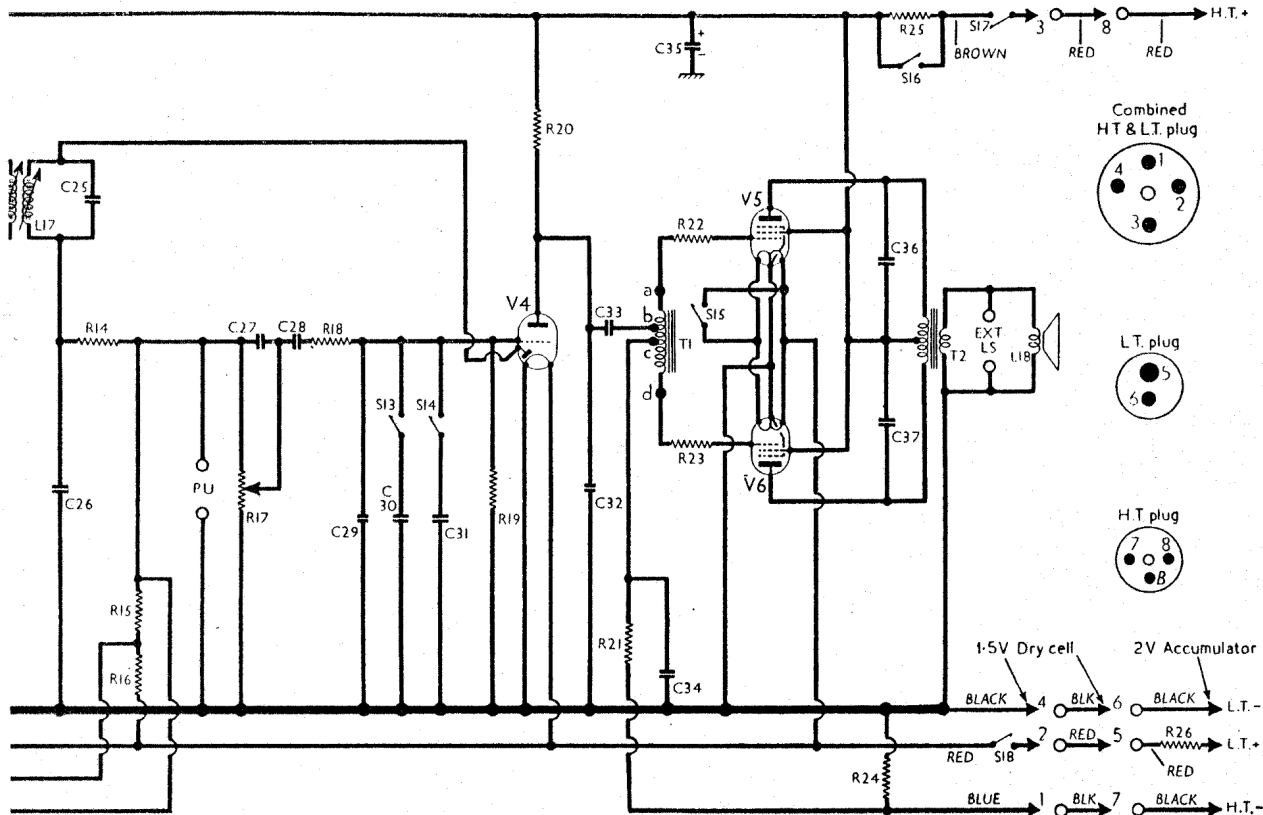 C35
+
-
R25
S16
S17
BROWN
3
RED
8
RED
H.T.+
Combined
HT & L.T. plug
1
4
2
3
R20
C25
L17
V5
R22
C36
V4
a
b
C33
S15
T1
c
d
EXT
LS
T2
L18
L.T. plug
5
6
R14
C27
C28
R18
S13
S14
R23
V6
C37
C26
PU
R17
C29
C
30
C31
R19
C32
H.T. plug
7
8
B
R15
R16
R21
C34
1·5V Dry cell
2V Accumulator
BLACK
4
BLK
6
BLACK
L.T.-
RED
S18
2
RED
5
R26
L.T.+
RED
R24
BLUE
1
BLK
7
BLACK
H.T.-